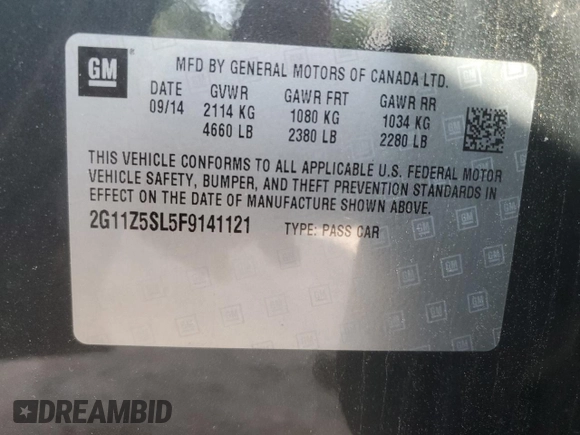 GM
MFD BY GENERAL MOTORS OF CANADA LTD.
DATE GVWR GAWR FRT GAWR RR
09/14 2114 KG 1080 KG 1034 KG
4660 LB 2380 LB 2280 LB
THIS VEHICLE CONFORMS TO ALL APPLICABLE U.S. FEDERAL MOTOR
VEHICLE SAFETY, BUMPER, AND THEFT PREVENTION STANDARDS IN
EFFECT ON THE DATE OF MANUFACTURE SHOWN ABOVE.
2G11Z5SL5F9141121 TYPE: PASS CAR
DREAMBID